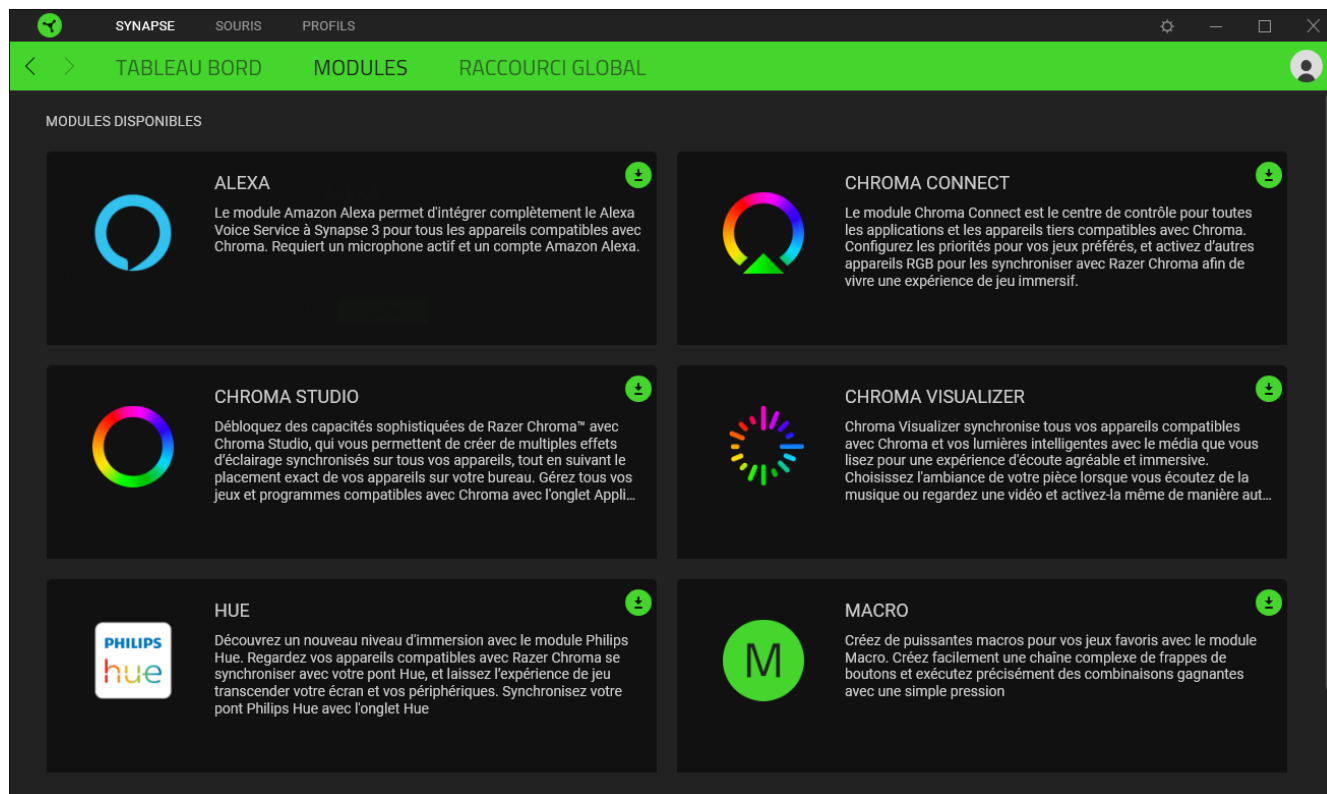 SYNAPSE SOURIS PROFILS
TABLEAU BORD MODULES RACCOURCI GLOBAL
MODULES DISPONIBLES
ALEXA
Le module Amazon Alexa permet d'intégrer complètement le Alexa
Voice Service à Synapse 3 pour tous les appareils compatibles avec
Chroma. Requiert un microphone actif et un compte Amazon Alexa.
CHROMA CONNECT
Le module Chroma Connect est le centre de contrôle pour toutes
les applications et les appareils tiers compatibles avec Chroma.
Configurez les priorités pour vos jeux préférés, et activez d’autres
appareils RGB pour les synchroniser avec Razer Chroma afin de
vivre une expérience de jeu immersif.
CHROMA STUDIO
Débloquez des capacités sophistiquées de Razer Chroma™ avec
Chroma Studio, qui vous permettent de créer de multiples effets
d’éclairage synchronisés sur tous vos appareils, tout en suivant le
placement exact de vos appareils sur votre bureau. Gérez tous vos
jeux et programmes compatibles avec Chroma avec l'onglet Appli...
CHROMA VISUALIZER
Chroma Visualizer synchronise tous vos appareils compatibles
avec Chroma et vos lumières intelligentes avec le média que vous
lisez pour une expérience d'écoute agréable et immersive.
Choisissez l'ambiance de votre pièce lorsque vous écoutez de la
musique ou regardez une vidéo et activez-la même de manière aut...
PHILIPS
hue
HUE
Découvrez un nouveau niveau d'immersion avec le module Philips
Hue. Regardez vos appareils compatibles avec Razer Chroma se
synchroniser avec votre pont Hue, et laissez l’expérience de jeu
transcender votre écran et vos périphériques. Synchronisez votre
pont Philips Hue avec l'onglet Hue
M
MACRO
Créez de puissantes macros pour vos jeux favoris avec le module
Macro. Créez facilement une chaîne complexe de frappes de
boutons et exécutez précisément des combinaisons gagnantes
avec une simple pression